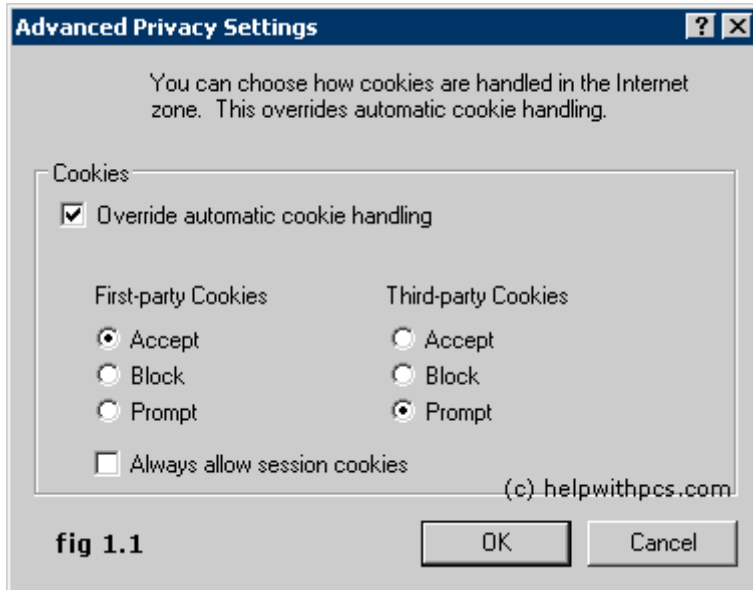 Advanced Privacy Settings
You can choose how cookies are handled in the Internet
zone. This overrides automatic cookie handling.
Cookies
Override automatic cookie handling
First-party Cookies Third-party Cookies
Accept Accept
Block Block
Prompt Prompt
Always allow session cookies
(c) helpwithpcs.com
fig 1.1 OK Cancel